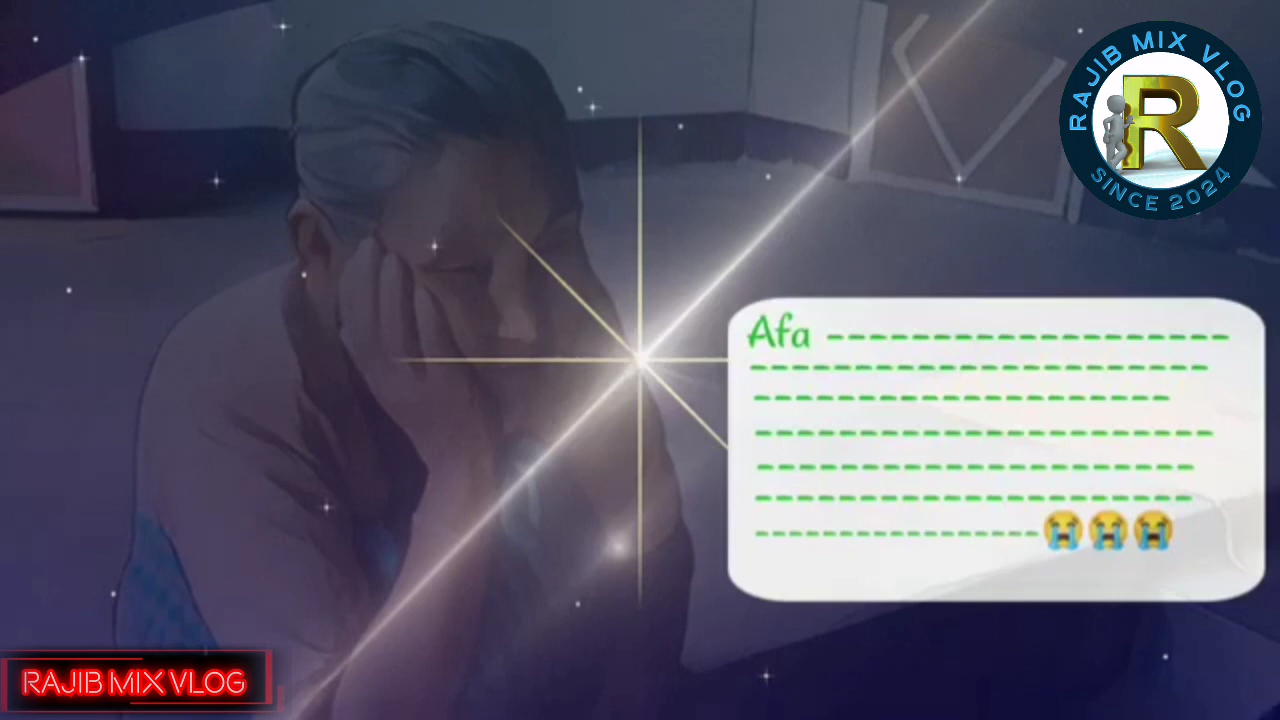 RAJIB MIX VLOG
SINCE 2024
R
Afa -------------------
----------------------
--------------------
----------------------
---------------------
---------------------
-----------------😭😭😭
RAJIB MIX VLOG